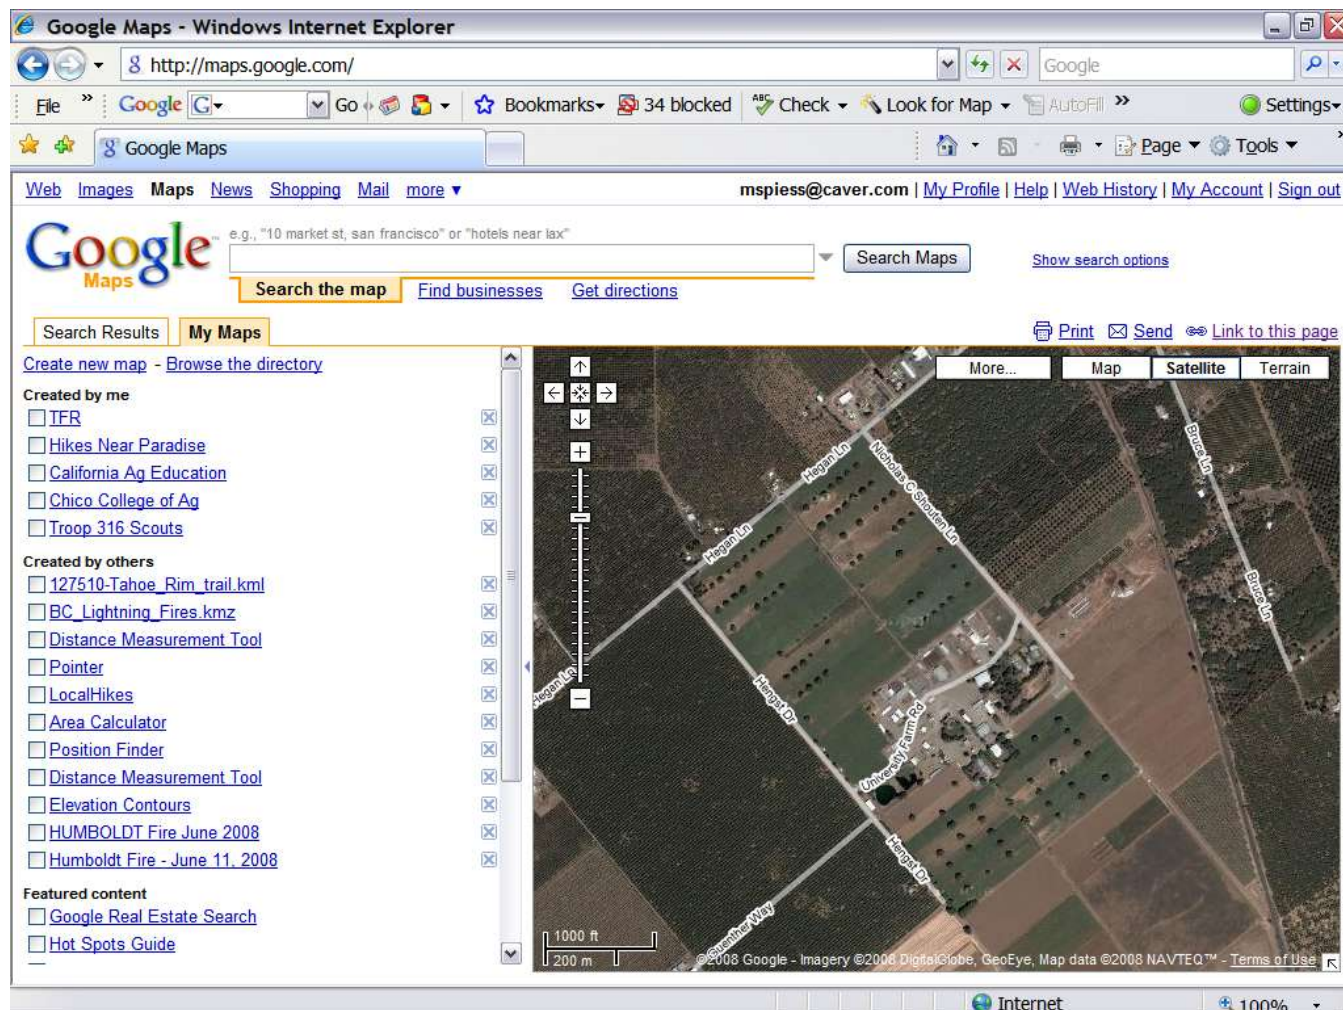 Google Maps - Windows Internet Explorer
http://maps.google.com/
Google
File » Google G Go Bookmarks 34 blocked Check Look for Map AutoFill » Settings
Google Maps
Page Tools »
Web Images Maps News Shopping Mail more ▼
mspiess@caver.com | My Profile | Help | Web History | My Account | Sign out
Google Maps
e.g., "10 market st, san francisco" or "hotels near lax"
Search Maps
Show search options
Search the map Find businesses Get directions
Search Results My Maps
Print Send Link to this page
Create new map - Browse the directory
Created by me
TFR
Hikes Near Paradise
California Ag Education
Chico College of Ag
Troop 316 Scouts
Created by others
127510-Tahoe_Rim_trail.kml
BC_Lightning_Fires.kmz
Distance Measurement Tool
Pointer
LocalHikes
Area Calculator
Position Finder
Distance Measurement Tool
Elevation Contours
HUMBOLDT Fire June 2008
Humboldt Fire - June 11, 2008
Featured content
Google Real Estate Search
Hot Spots Guide
More... Map Satellite Terrain
Hegan Ln
Nicholas C Shouten Ln
Bruce Ln
Hegan Ln
Bruce Ln
Hegan Ln
Hengst Dr
University Farm Rd
Hengst Dr
Guenther Way
1000 ft
200 m
©2008 Google - Imagery ©2008 DigitalGlobe, GeoEye, Map data ©2008 NAVTEQ™ - Terms of Use
Internet
100%